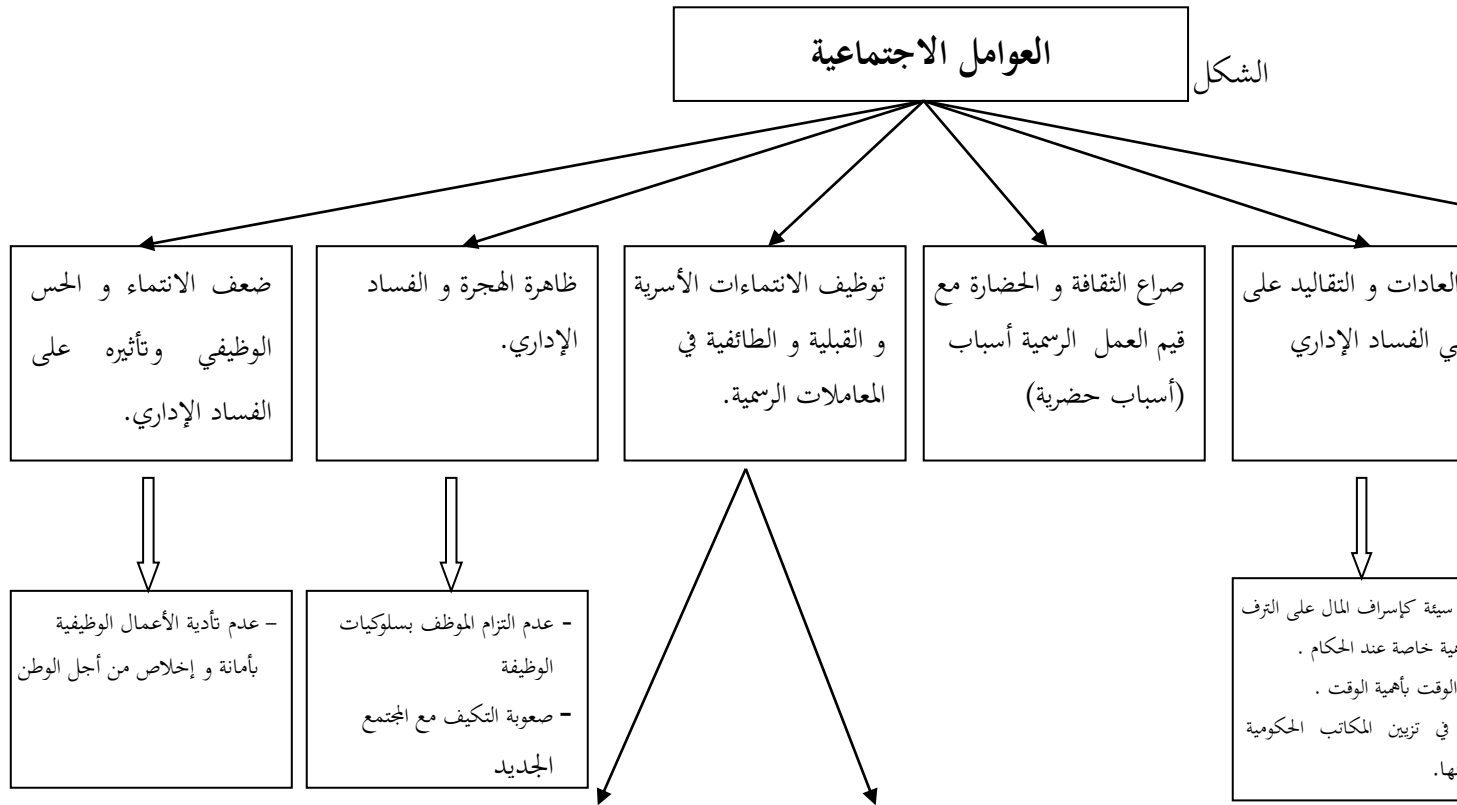 العوامل الاجتماعية
الشكل
العادات و التقاليد على
الفساد الإداري
صراع الثقافة و الحضارة مع
قيم العمل الرسمية أسباب
(أسباب حضرية)
توظيف الانتماءات الأسرية
و القبلية و الطائفية في
المعاملات الرسمية.
ظاهرة الهجرة و الفساد
الإداري.
ضعف الانتماء و الحس
الوظيفي وتأثيره على
الفساد الإداري.
سيئة كإسراف المال على الترف
خاصة عند الحكام .
الوقت بأهمية الوقت .
في تزيين المكاتب الحكومية
- عدم التزام الموظف بسلوكيات
الوظيفة
- صعوبة التكيف مع المجتمع
الجديد
– عدم تأدية الأعمال الوظيفية
بأمانة و إخلاص من أجل الوطن